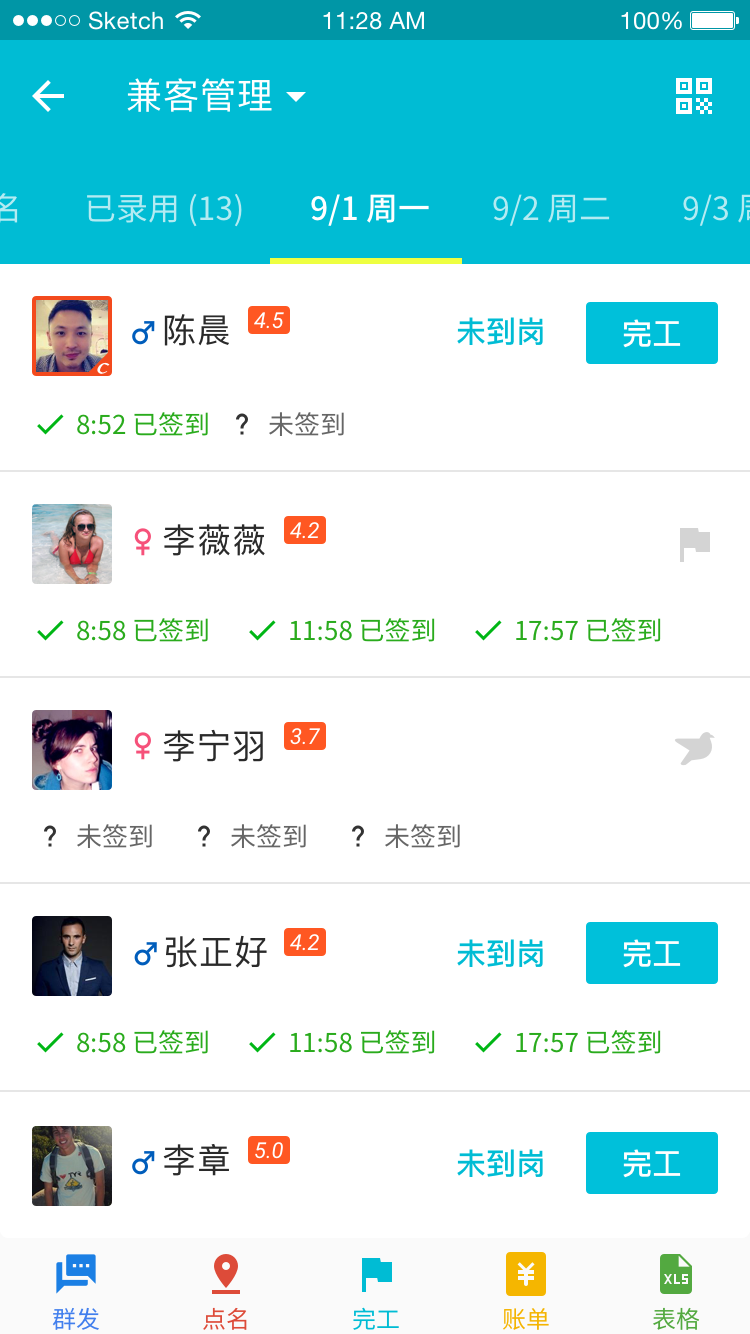 Sketch 11:28 AM 100%
兼客管理
名 已录用 (13) 9/1 周一 9/2 周二 9/3 周
陈晨 4.5 未到岗 完工
C
8:52 已签到 ? 未签到
李薇薇 4.2
8:58 已签到 11:58 已签到 17:57 已签到
李宁羽 3.7
? 未签到 ? 未签到 ? 未签到
张正好 4.2 未到岗 完工
8:58 已签到 11:58 已签到 17:57 已签到
李章 5.0 未到岗 完工
¥ XLS
群发 点名 完工 账单 表格